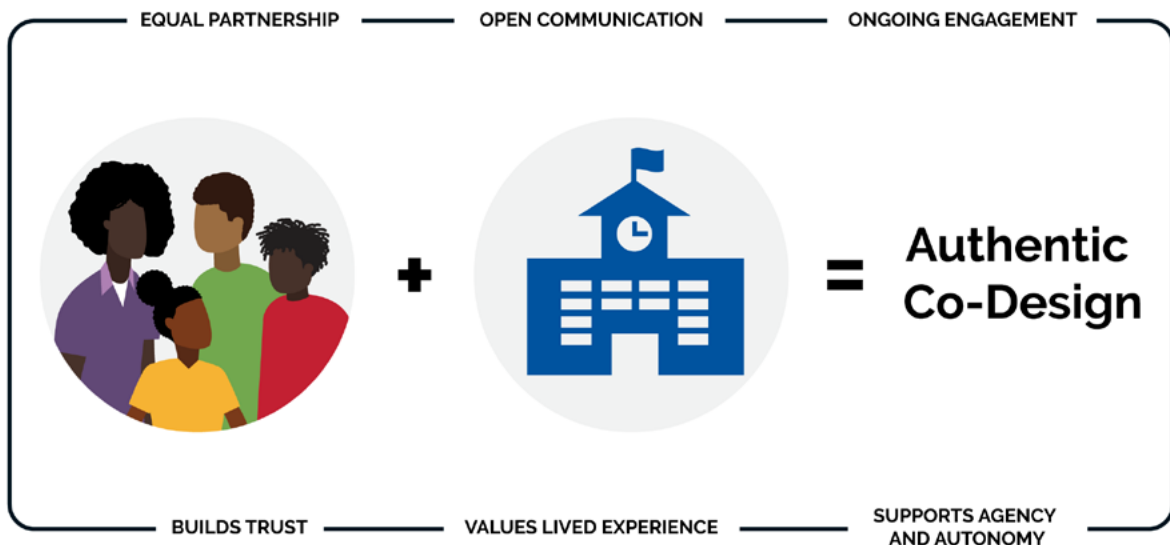 EQUAL PARTNERSHIP
OPEN COMMUNICATION
ONGOING ENGAGEMENT
+
=
Authentic
Co-Design
BUILDS TRUST
VALUES LIVED EXPERIENCE
SUPPORTS AGENCY
AND AUTONOMY